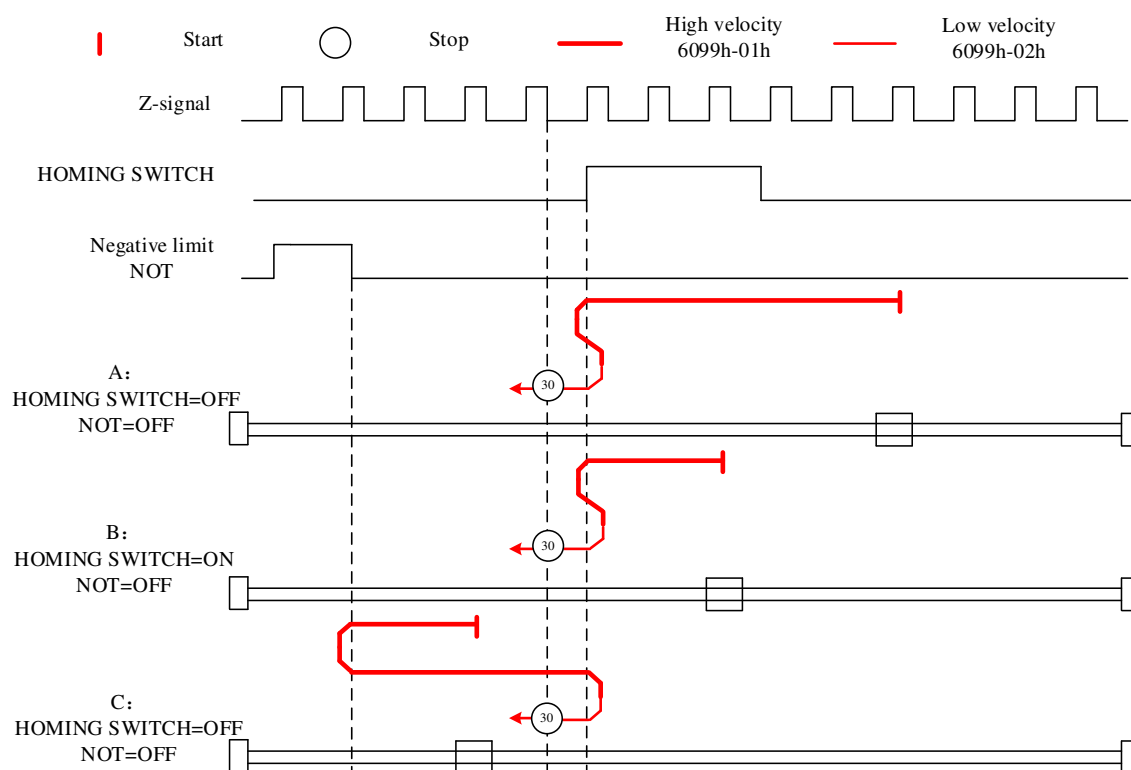 Start
Stop
High velocity
6099h-01h
Low velocity
6099h-02h
Z-signal
HOMING SWITCH
Negative limit
NOT
A：
HOMING SWITCH=OFF
NOT=OFF
30
B：
HOMING SWITCH=ON
NOT=OFF
30
C：
HOMING SWITCH=OFF
NOT=OFF
30